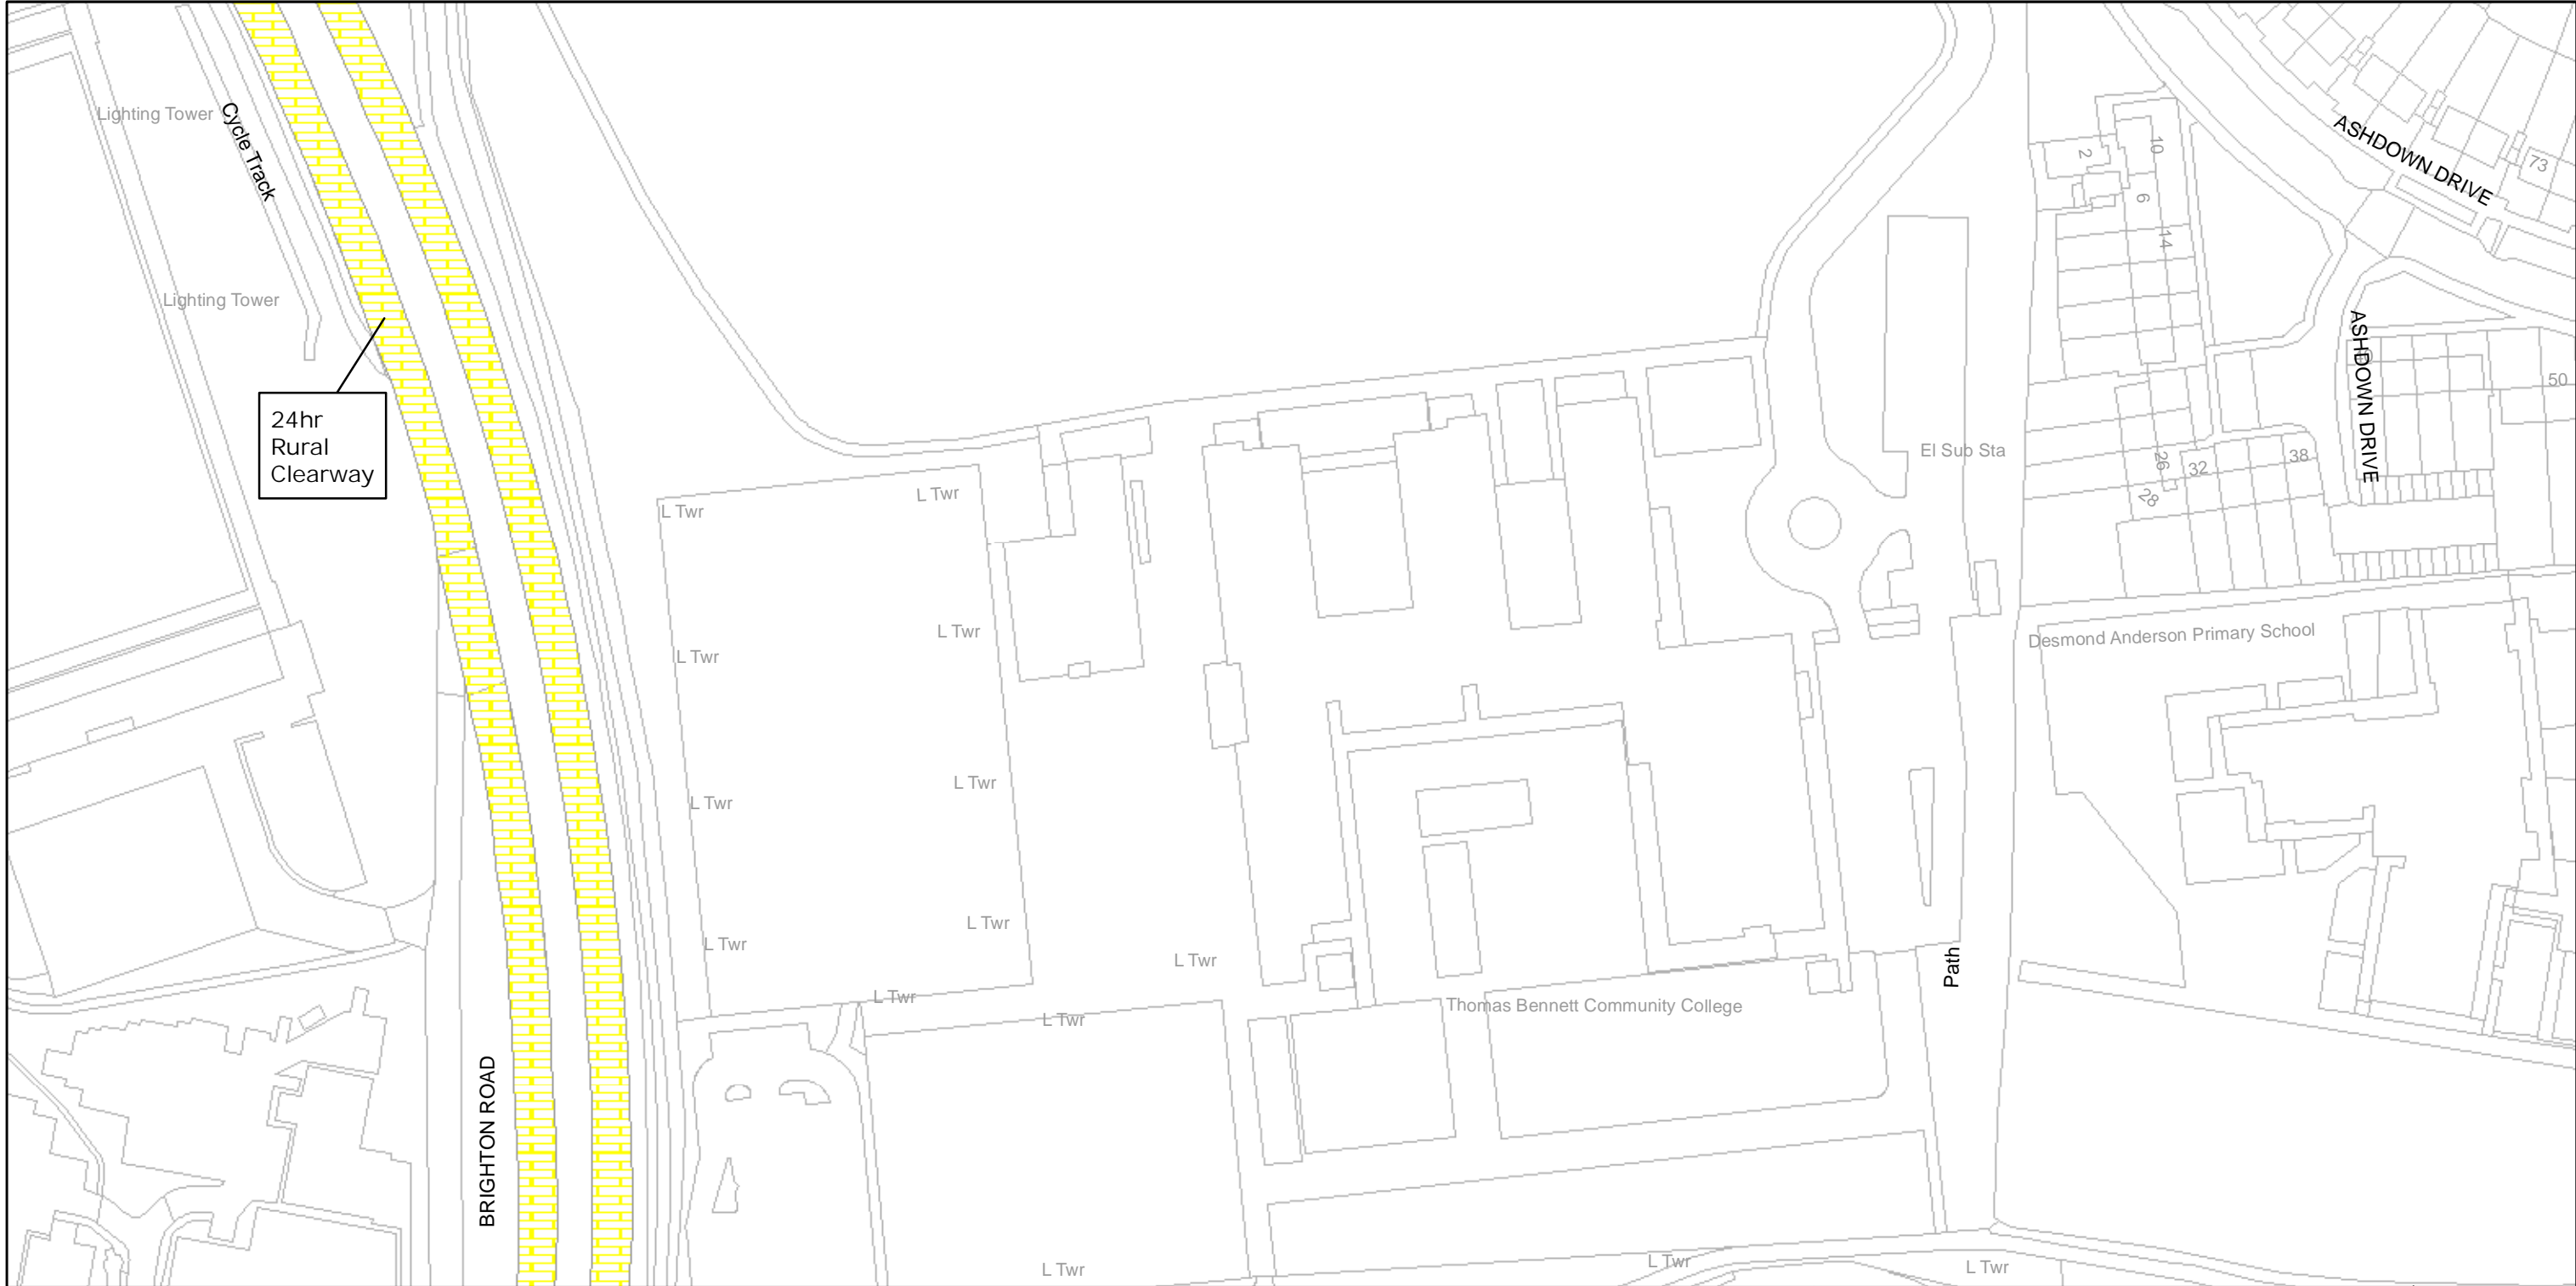 Lighting Tower
Cycle Track
ASHDOWN DRIVE
10
2
73
6
14
Lighting Tower
ASHDOWN DRIVE
50
24hr
Rural
Clearway
El Sub Sta
38
26
32
28
L Twr
L Twr
L Twr
Desmond Anderson Primary School
L Twr
L Twr
L Twr
L Twr
L Twr
L Twr
Path
L Twr
Thomas Bennett Community College
L Twr
BRIGHTON ROAD
L Twr
L Twr
L Twr